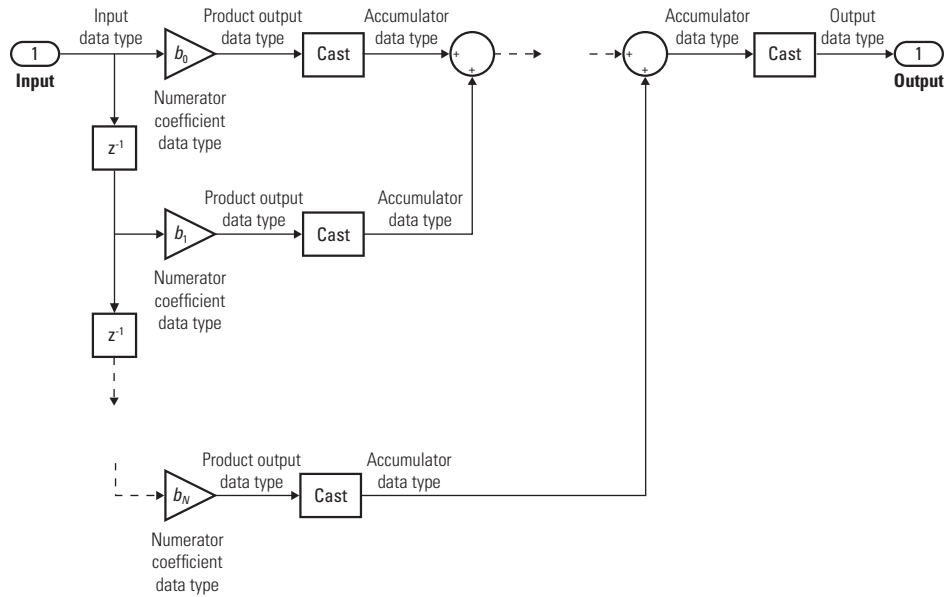 Input
data type
Product output
data type
Accumulator
data type
Accumulator
data type
Output
data type
1
Input
b0
Cast
+
+
+
+
Cast
1
Output
Numerator
coefficient
data type
z-1
Product output
data type
Accumulator
data type
b1
Cast
Numerator
coefficient
data type
z-1
Product output
data type
Accumulator
data type
bN
Cast
Numerator
coefficient
data type